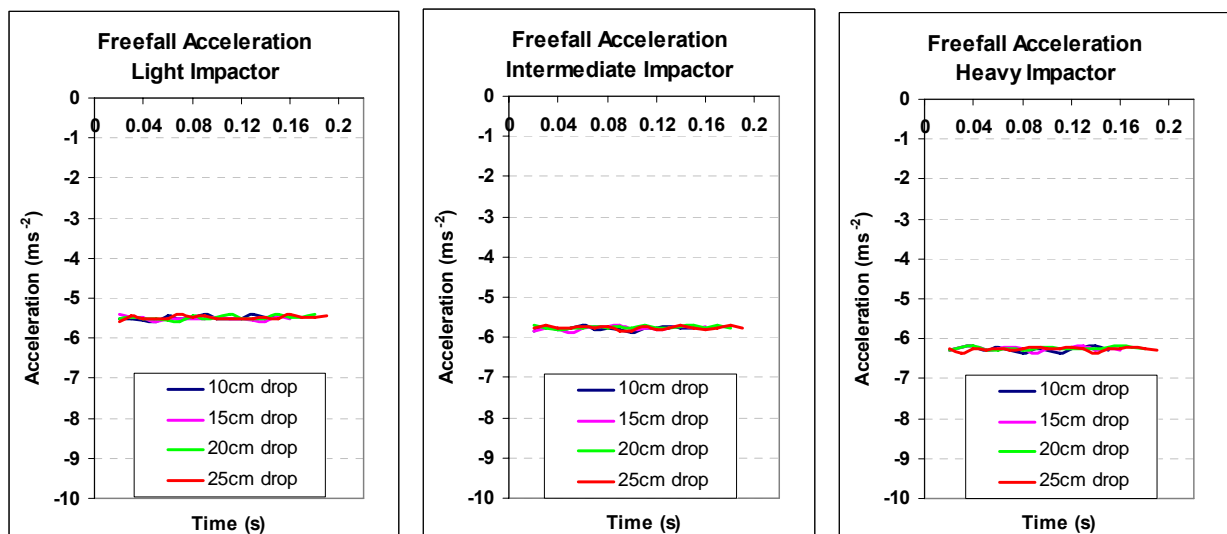 Freefall Acceleration
Light Impactor
0
0 0.04 0.08 0.12 0.16 0.2
-1
-2
-3
-4
-5
-6
-7
-8
-9
-10
Acceleration (ms-2)
10cm drop
15cm drop
20cm drop
25cm drop
Time (s)
Freefall Acceleration
Intermediate Impactor
0
0 0.04 0.08 0.12 0.16 0.2
-1
-2
-3
-4
-5
-6
-7
-8
-9
-10
Acceleration (ms-2)
10cm drop
15cm drop
20cm drop
25cm drop
Time (s)
Freefall Acceleration
Heavy Impactor
0
0 0.04 0.08 0.12 0.16 0.2
-1
-2
-3
-4
-5
-6
-7
-8
-9
-10
Acceleration (ms-2)
10cm drop
15cm drop
20cm drop
25cm drop
Time (s)